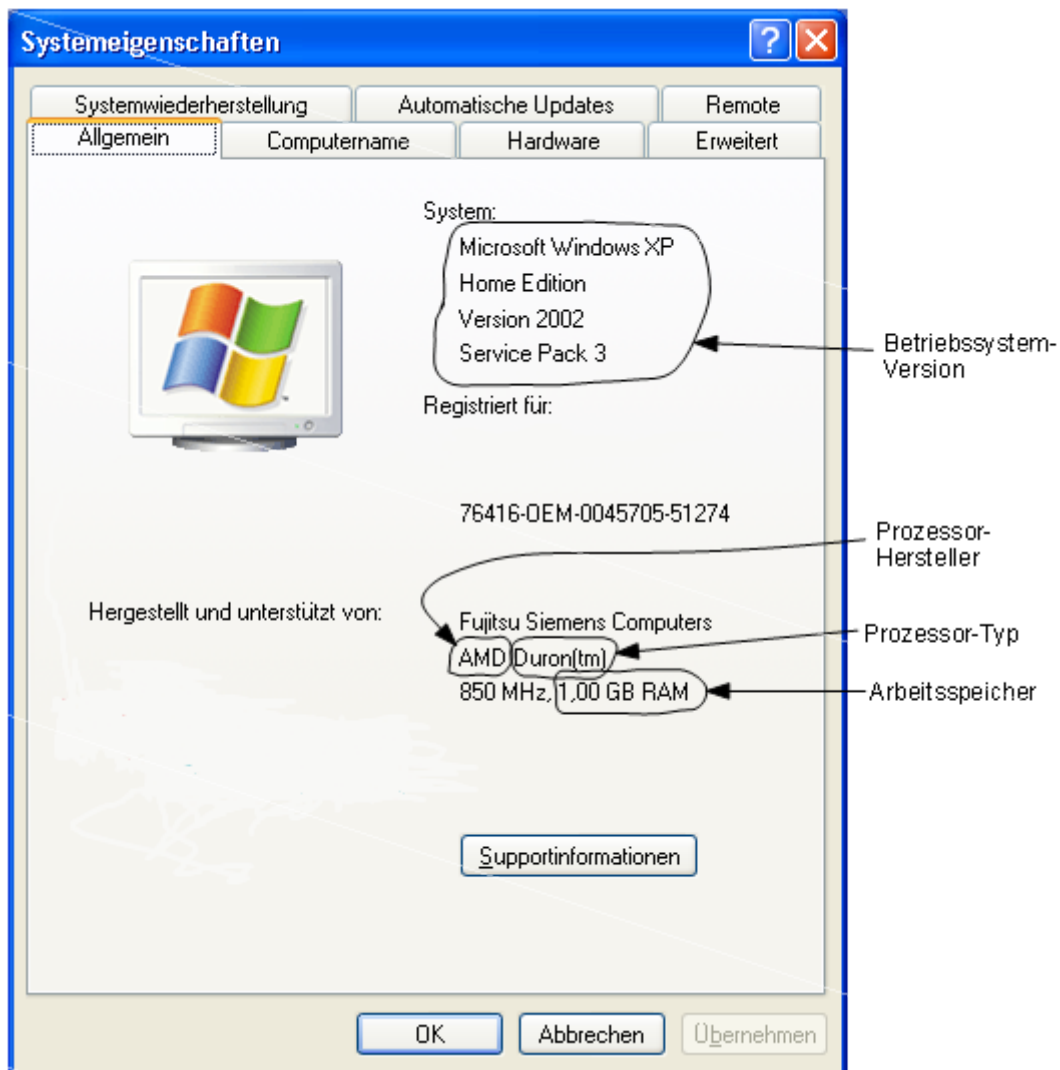 Systemeigenschaften
Systemwiederherstellung Automatische Updates Remote
Allgemein Computername Hardware Erweitert
System:
Microsoft Windows XP
Home Edition
Version 2002
Service Pack 3
Betriebssystem-
Version
Registriert für:
76416-OEM-0045705-51274
Prozessor-
Hersteller
Hergestellt und unterstützt von:
Fujitsu Siemens Computers
Prozessor-Typ
AMD Duron(tm)
850 MHz, 1,00 GB RAM
Arbeitsspeicher
Supportinformationen
OK Abbrechen Übernehmen